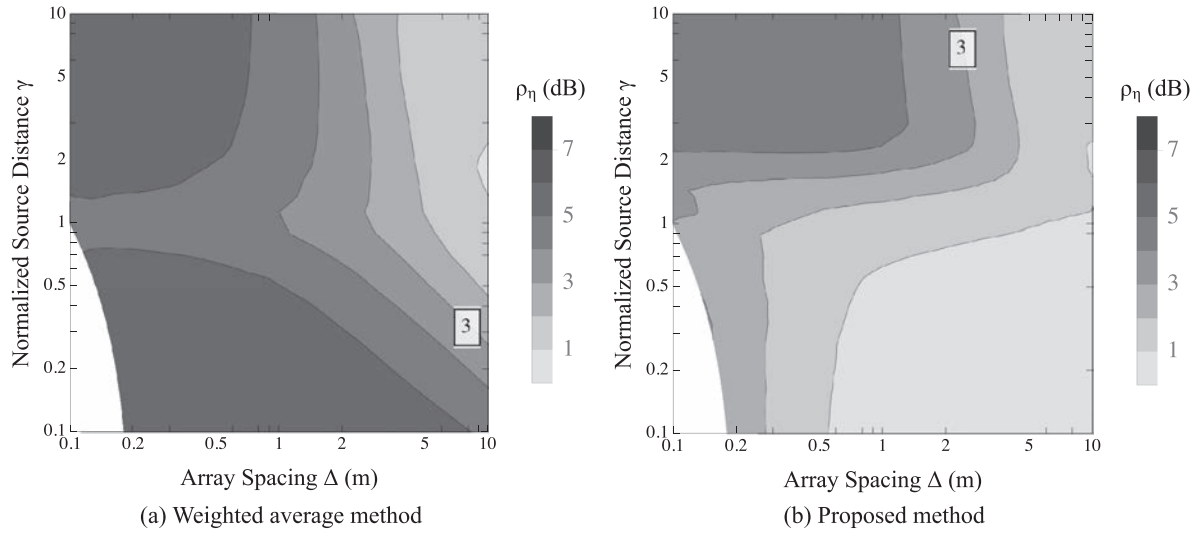 10
5
2
1
0.5
0.2
0.1
Normalized Source Distance γ
3
0.1 0.2 0.5 1 2 5 10
Array Spacing Δ (m)
(a) Weighted average method
ρη (dB)
7
5
3
1
10
5
2
1
0.5
0.2
0.1
Normalized Source Distance γ
3
0.1 0.2 0.5 1 2 5 10
Array Spacing Δ (m)
(b) Proposed method
ρη (dB)
7
5
3
1